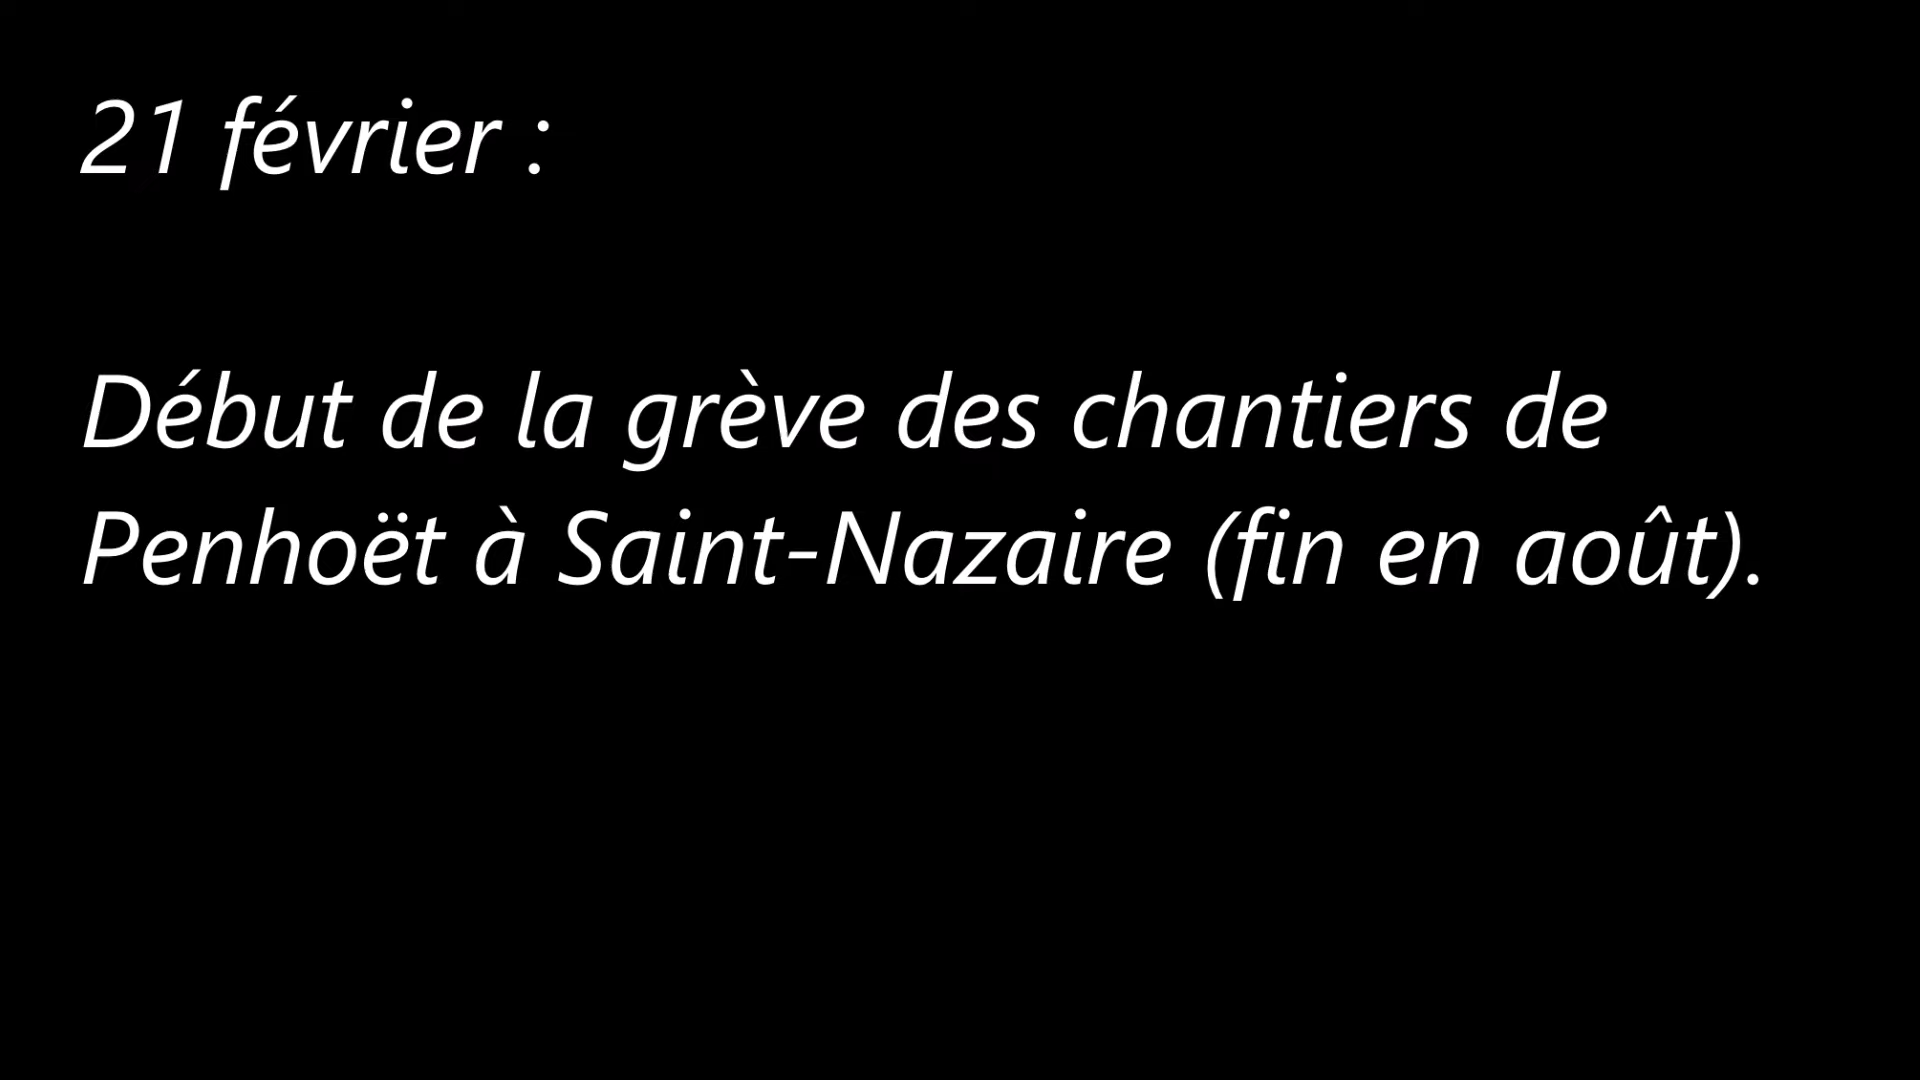 21 février :
Début de la grève des chantiers de
Penhoët à Saint-Nazaire (fin en août).